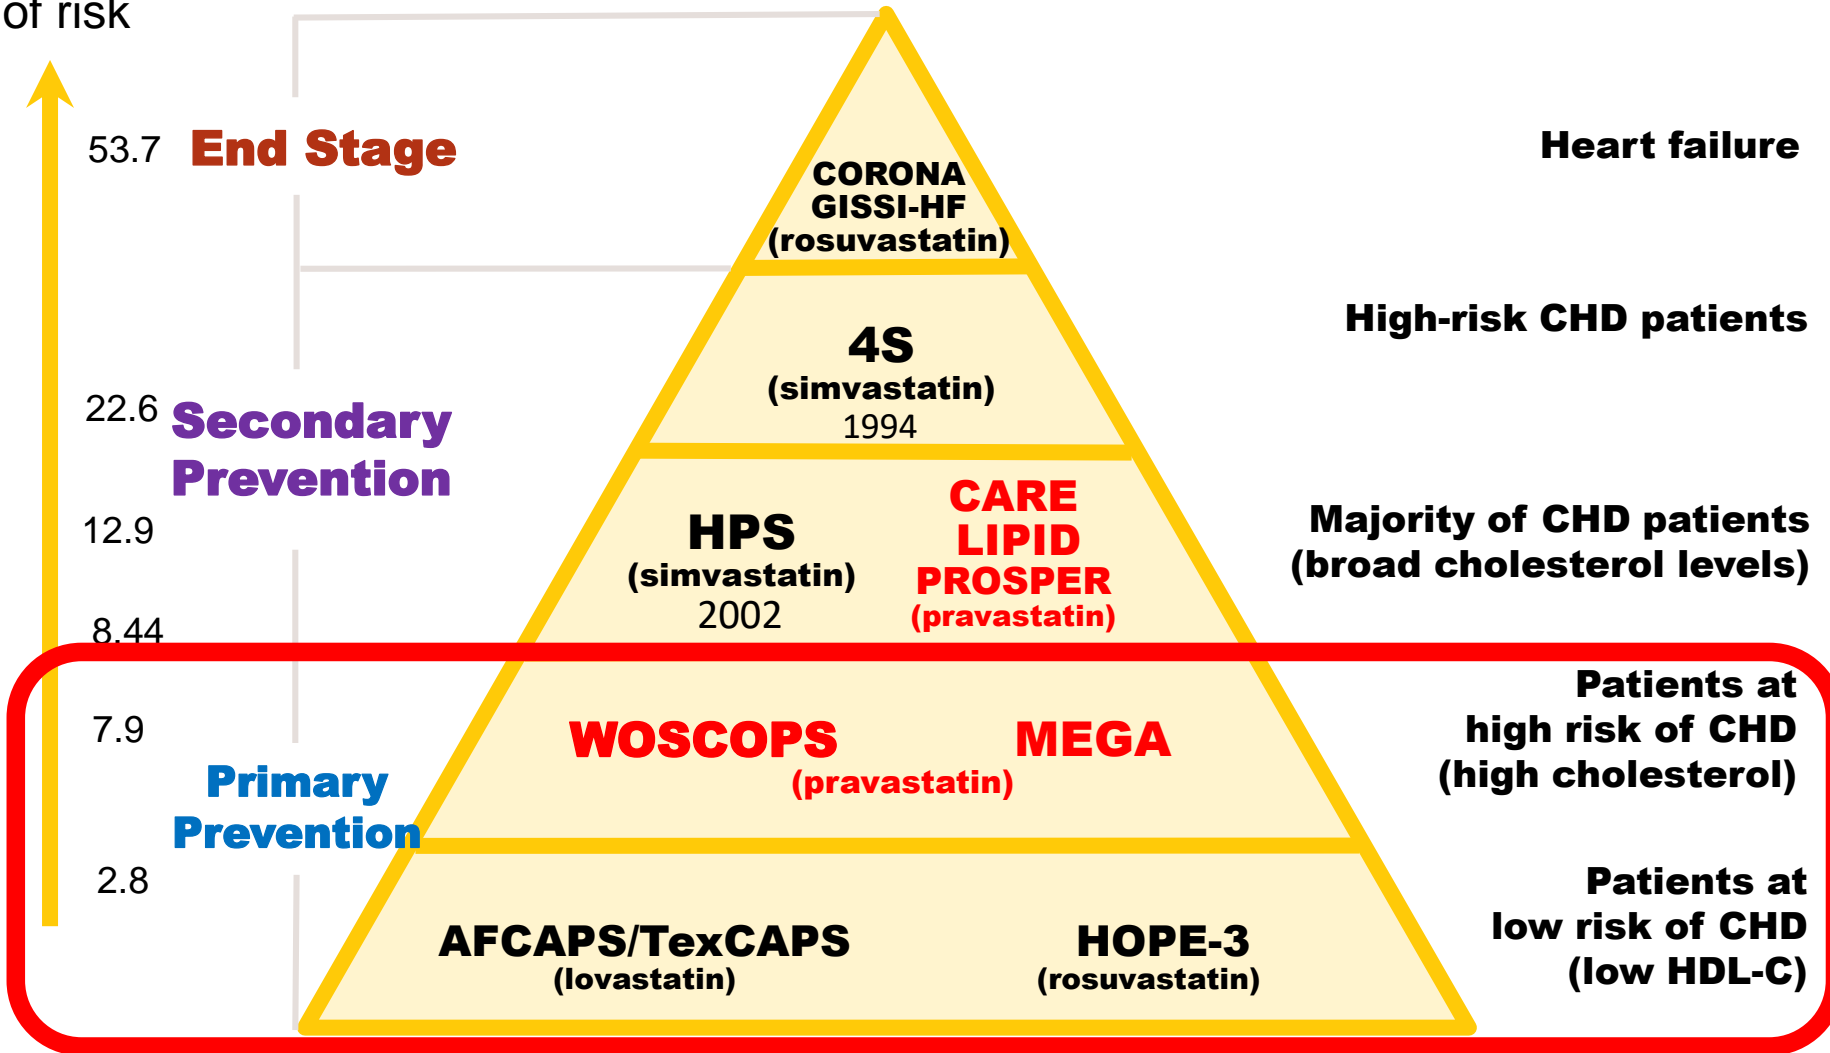 of risk
53.7
End Stage
CORONA
GISSI-HF
(rosuvastatin)
Heart failure
4S
(simvastatin)
1994
High-risk CHD patients
22.6
Secondary
Prevention
12.9
8.44
HPS
(simvastatin)
2002
CARE
LIPID
PROSPER
(pravastatin)
Majority of CHD patients
(broad cholesterol levels)
7.9
Primary
Prevention
2.8
WOSCOPS
MEGA
(pravastatin)
Patients at
high risk of CHD
(high cholesterol)
AFCAPS/TexCAPS
(lovastatin)
HOPE-3
(rosuvastatin)
Patients at
low risk of CHD
(low HDL-C)